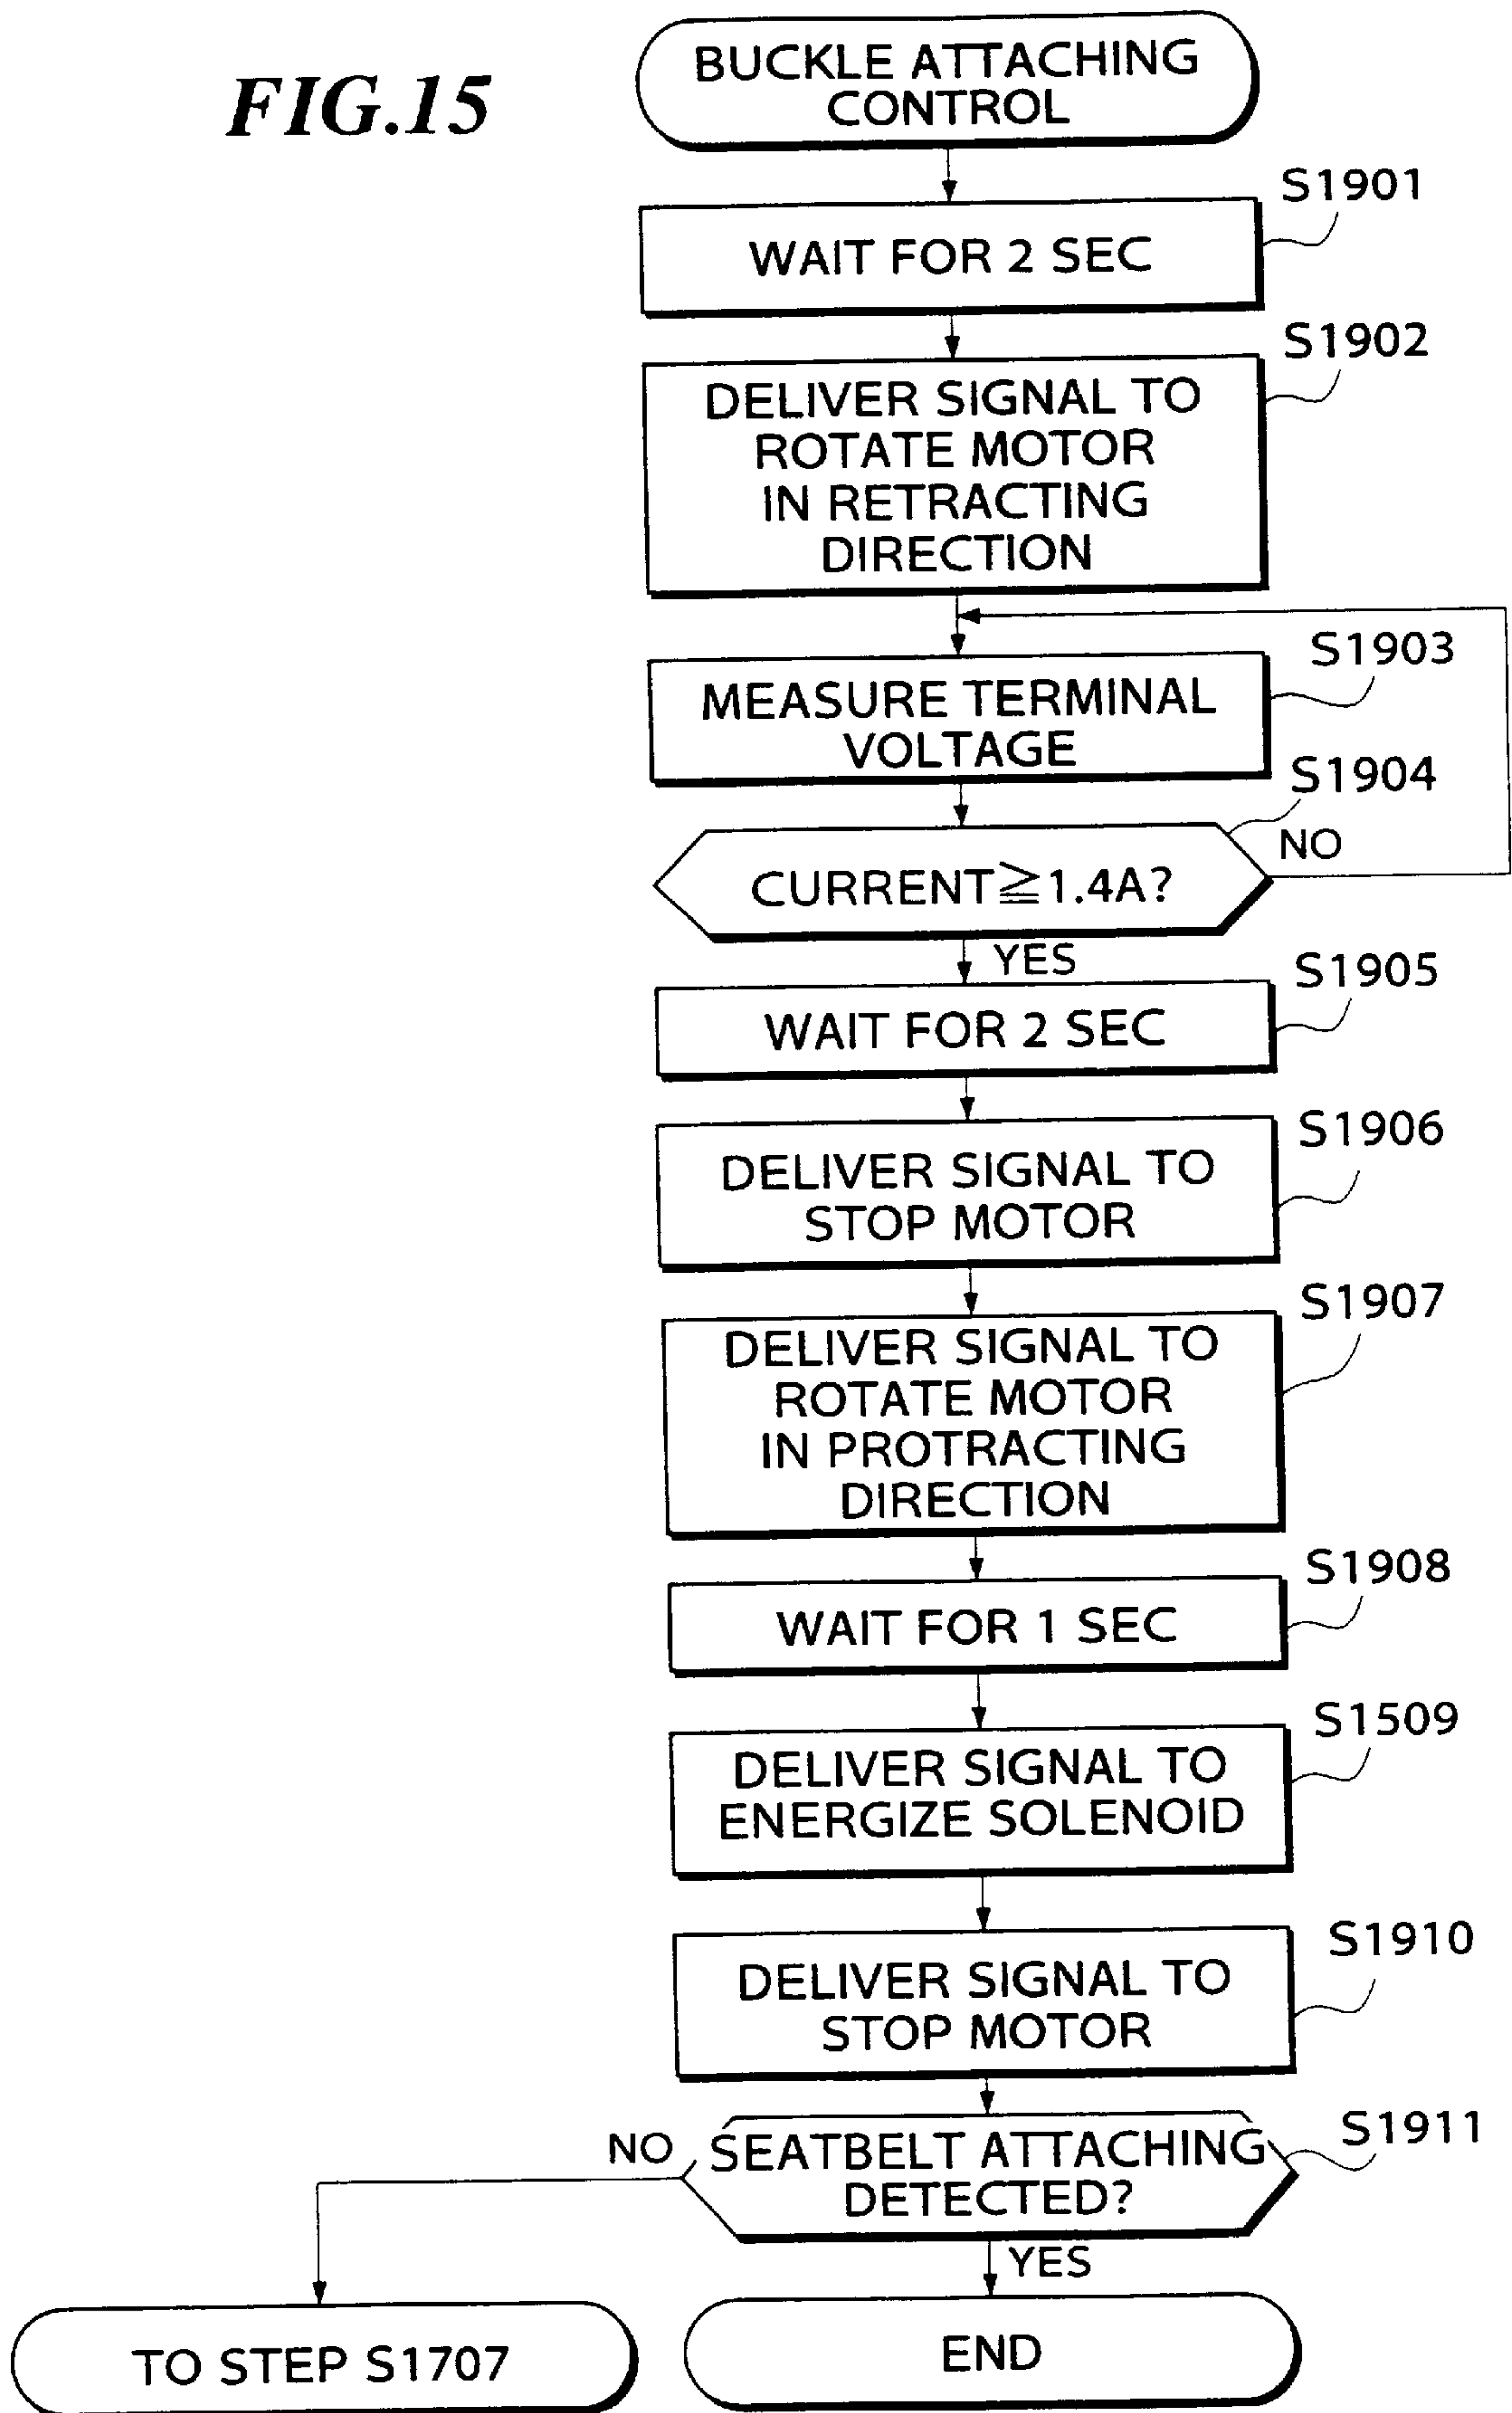 FIG.15
BUCKLE ATTACHING
CONTROL
S1901
WAIT FOR 2 SEC
S1902
DELIVER SIGNAL TO
ROTATE MOTOR
IN RETRACTING
DIRECTION
S1903
MEASURE TERMINAL
VOLTAGE
S1904
NO
CURRENT≧1.4A?
YES
S1905
WAIT FOR 2 SEC
S1906
DELIVER SIGNAL TO
STOP MOTOR
S1907
DELIVER SIGNAL TO
ROTATE MOTOR
IN PROTRACTING
DIRECTION
S1908
WAIT FOR 1 SEC
S1509
DELIVER SIGNAL TO
ENERGIZE SOLENOID
S1910
DELIVER SIGNAL TO
STOP MOTOR
S1911
NO
SEATBELT ATTACHING
DETECTED?
YES
TO STEP S1707
END